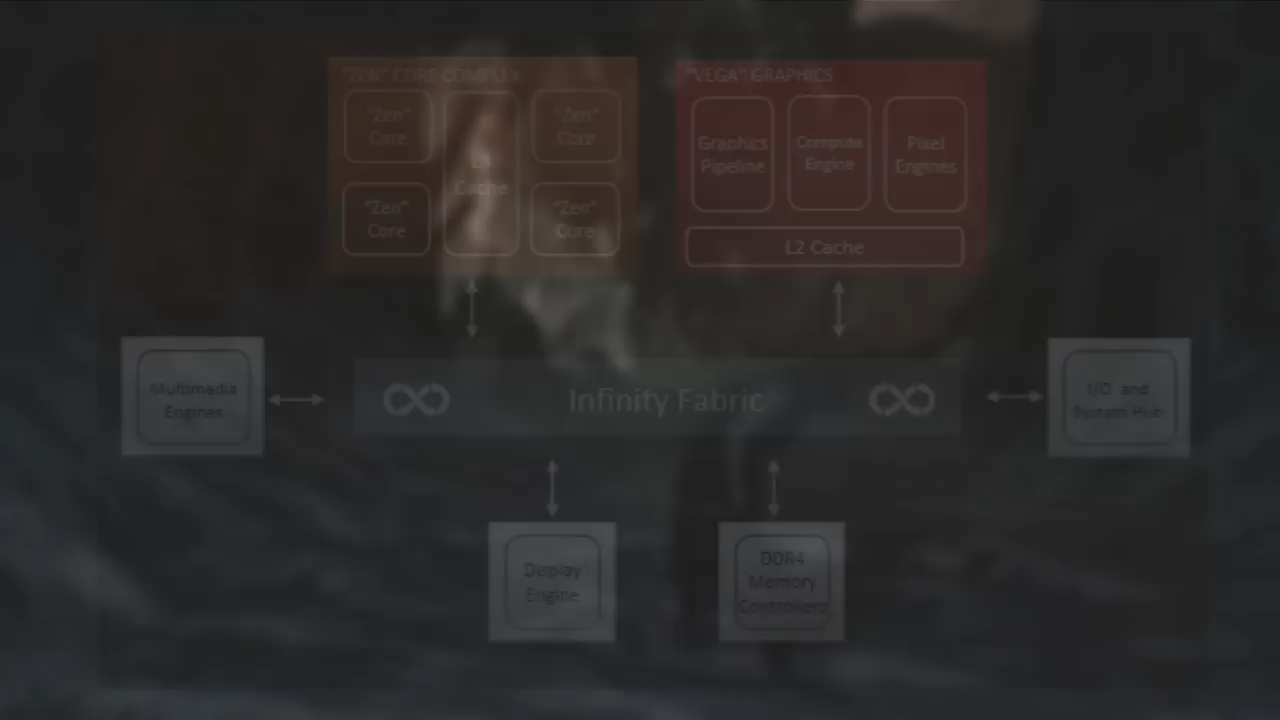 "ZEN" CORE COMPLEX
"Zen"
Core
"Zen"
Core
Cache
"Zen"
Core
"Zen"
Core
"VEGA" GRAPHICS
Graphics
Pipeline
Compute
Engine
Pixel
Engines
L2 Cache
Multimedia
Engines
Infinity Fabric
I/O and
System Hub
Display
Engine
DDR4
Memory
Controllers